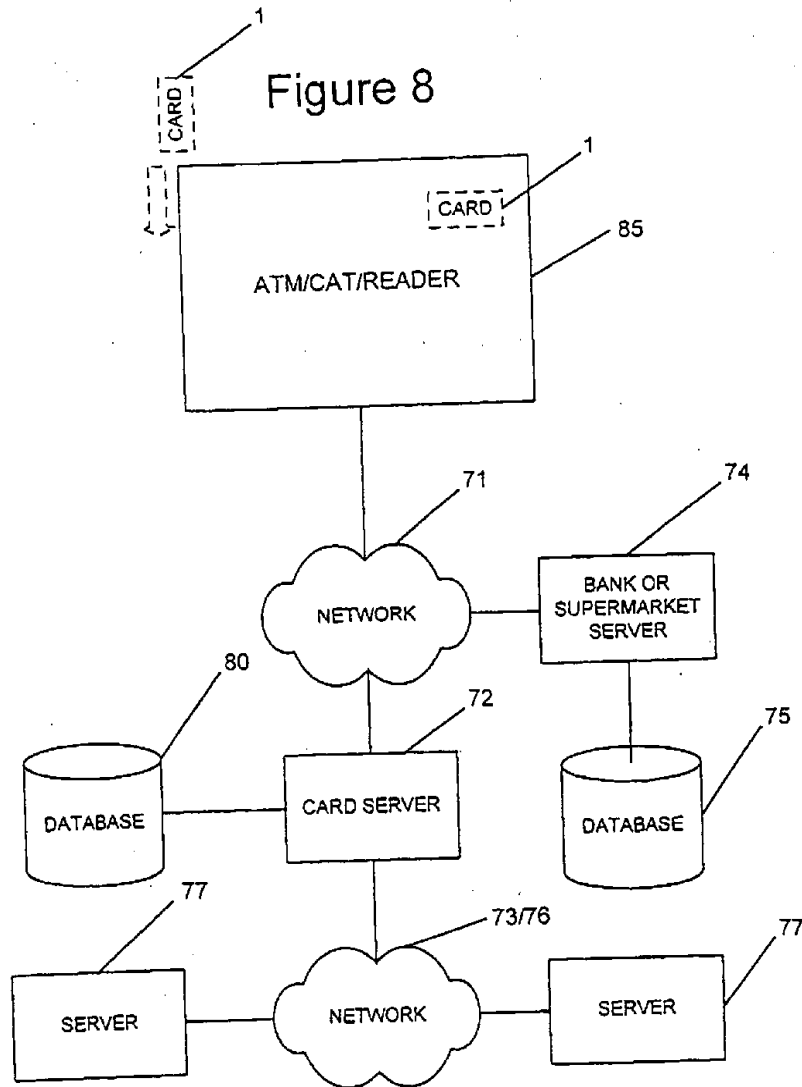 1
Figure 8
CARD
1
CARD
85
ATM/CAT/READER
71
74
NETWORK
BANK OR
SUPERMARKET
SERVER
80
72
75
DATABASE
CARD SERVER
DATABASE
77
73/76
77
SERVER
NETWORK
SERVER